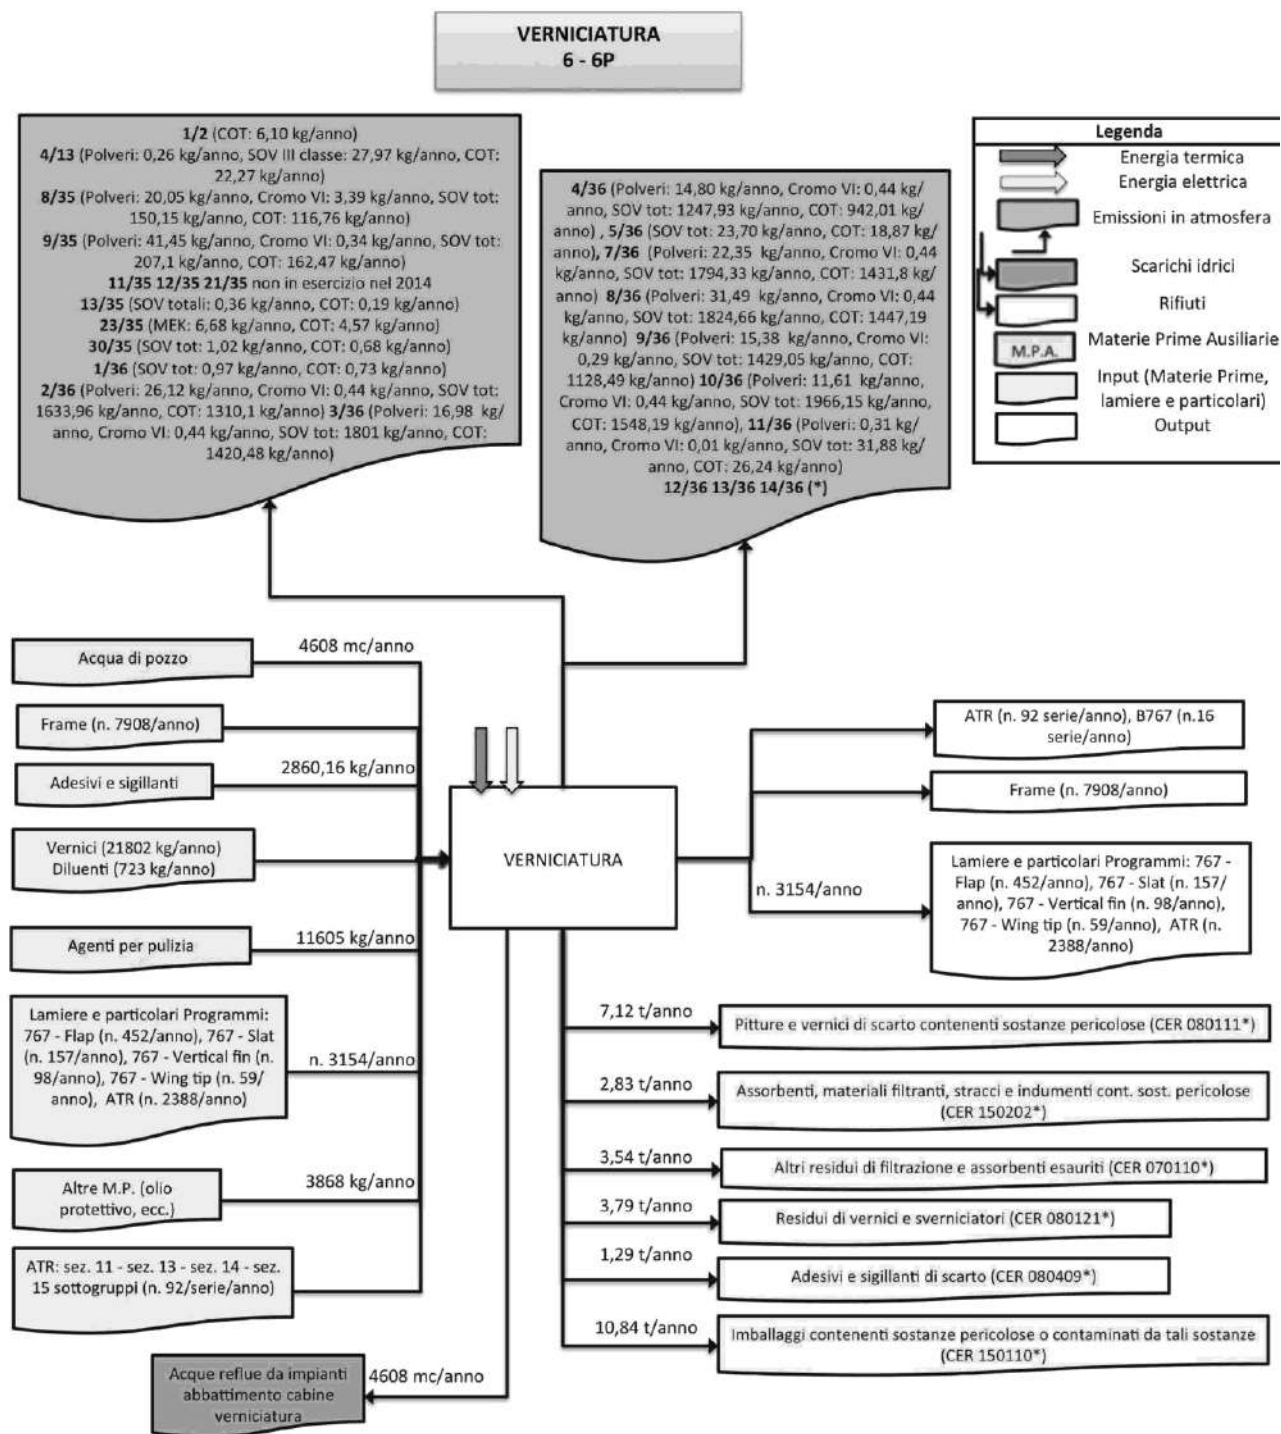 VERNICIATURA
6 - 6P
1/2 (COT: 6,10 kg/anno)
4/13 (Polveri: 0,26 kg/anno, SOV III classe: 27,97 kg/anno, COT:
22,27 kg/anno)
8/35 (Polveri: 20,05 kg/anno, Cromo VI: 3,39 kg/anno, SOV tot:
150,15 kg/anno, COT: 116,76 kg/anno)
9/35 (Polveri: 41,45 kg/anno, Cromo VI: 0,34 kg/anno, SOV tot:
207,1 kg/anno, COT: 162,47 kg/anno)
11/35 12/35 21/35 non in esercizio nel 2014
13/35 (SOV totali: 0,36 kg/anno, COT: 0,19 kg/anno)
23/35 (MEK: 6,68 kg/anno, COT: 4,57 kg/anno)
30/35 (SOV tot: 1,02 kg/anno, COT: 0,68 kg/anno)
1/36 (SOV tot: 0,97 kg/anno, COT: 0,73 kg/anno)
2/36 (Polveri: 26,12 kg/anno, Cromo VI: 0,44 kg/anno, SOV tot:
1633,96 kg/anno, COT: 1310,1 kg/anno) 3/36 (Polveri: 16,98 kg/
anno, Cromo VI: 0,44 kg/anno, SOV tot: 1801 kg/anno, COT:
1420,48 kg/anno)
4/36 (Polveri: 14,80 kg/anno, Cromo VI: 0,44 kg/
anno, SOV tot: 1247,93 kg/anno, COT: 942,01 kg/
anno) , 5/36 (SOV tot: 23,70 kg/anno, COT: 18,87 kg/
anno), 7/36 (Polveri: 22,35 kg/anno, Cromo VI: 0,44
kg/anno, SOV tot: 1794,33 kg/anno, COT: 1431,8 kg/
anno) 8/36 (Polveri: 31,49 kg/anno, Cromo VI: 0,44
kg/anno, SOV tot: 1824,66 kg/anno, COT: 1447,19
kg/anno) 9/36 (Polveri: 15,38 kg/anno, Cromo VI:
0,29 kg/anno, SOV tot: 1429,05 kg/anno, COT:
1128,49 kg/anno) 10/36 (Polveri: 11,61 kg/anno,
Cromo VI: 0,44 kg/anno, SOV tot: 1966,15 kg/anno,
COT: 1548,19 kg/anno), 11/36 (Polveri: 0,31 kg/
anno, Cromo VI: 0,01 kg/anno, SOV tot: 31,88 kg/
anno, COT: 26,24 kg/anno)
12/36 13/36 14/36 (*)
Legenda
Energia termica
Energia elettrica
Emissioni in atmosfera
Scarichi idrici
Rifiuti
M.P.A.
Materie Prime Ausiliarie
Input (Materie Prime,
lamiere e particolari)
Output
Acqua di pozzo
4608 mc/anno
Frame (n. 7908/anno)
Adesivi e sigillanti
2860,16 kg/anno
Vernici (21802 kg/anno)
Diluenti (723 kg/anno)
Agenti per pulizia
11605 kg/anno
Lamiere e particolari Programmi:
767 - Flap (n. 452/anno), 767 - Slat
(n. 157/anno), 767 - Vertical fin (n.
98/anno), 767 - Wing tip (n. 59/
anno), ATR (n. 2388/anno)
n. 3154/anno
Altre M.P. (olio
protettivo, ecc.)
3868 kg/anno
ATR: sez. 11 - sez. 13 - sez. 14 - sez.
15 sottogruppi (n. 92/serie/anno)
Acque reflue da impianti
abbattimento cabine
verniciatura
4608 mc/anno
VERNICIATURA
ATR (n. 92 serie/anno), B767 (n.16
serie/anno)
Frame (n. 7908/anno)
n. 3154/anno
Lamiere e particolari Programmi: 767 -
Flap (n. 452/anno), 767 - Slat (n. 157/
anno), 767 - Vertical fin (n. 98/anno),
767 - Wing tip (n. 59/anno), ATR (n.
2388/anno)
7,12 t/anno
Pitture e vernici di scarto contenenti sostanze pericolose (CER 080111*)
2,83 t/anno
Assorbenti, materiali filtranti, stracci e indumenti cont. sost. pericolose
(CER 150202*)
3,54 t/anno
Altri residui di filtrazione e assorbenti esauriti (CER 070110*)
3,79 t/anno
Residui di vernici e sverniciatori (CER 080121*)
1,29 t/anno
Adesivi e sigillanti di scarto (CER 080409*)
10,84 t/anno
Imballaggi contenenti sostanze pericolose o contaminati da tali sostanze
(CER 150110*)